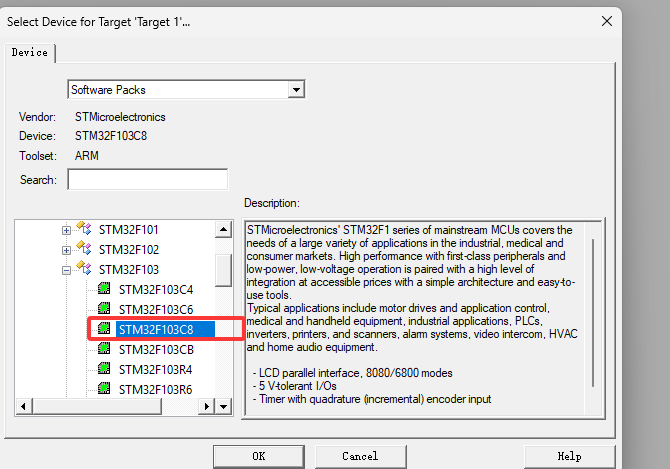 Select Device for Target 'Target 1'...
Device
Software Packs
Vendor: STMicroelectronics
Device: STM32F103C8
Toolset: ARM
Search:
Description:
STM32F101
STM32F102
STM32F103
STM32F103C4
STM32F103C6
STM32F103C8
STM32F103CB
STM32F103R4
STM32F103R6
STMicroelectronics' STM32F1 series of mainstream MCUs covers the
needs of a large variety of applications in the industrial, medical and
consumer markets. High performance with first-class peripherals and
low-power, low-voltage operation is paired with a high level of
integration at accessible prices with a simple architecture and easy-to-
use tools.
Typical applications include motor drives and application control,
medical and handheld equipment, industrial applications, PLCs,
inverters, printers, and scanners, alarm systems, video intercom, HVAC
and home audio equipment.
- LCD parallel interface, 8080/6800 modes
- 5 V-tolerant I/Os
- Timer with quadrature (incremental) encoder input
OK
Cancel
Help